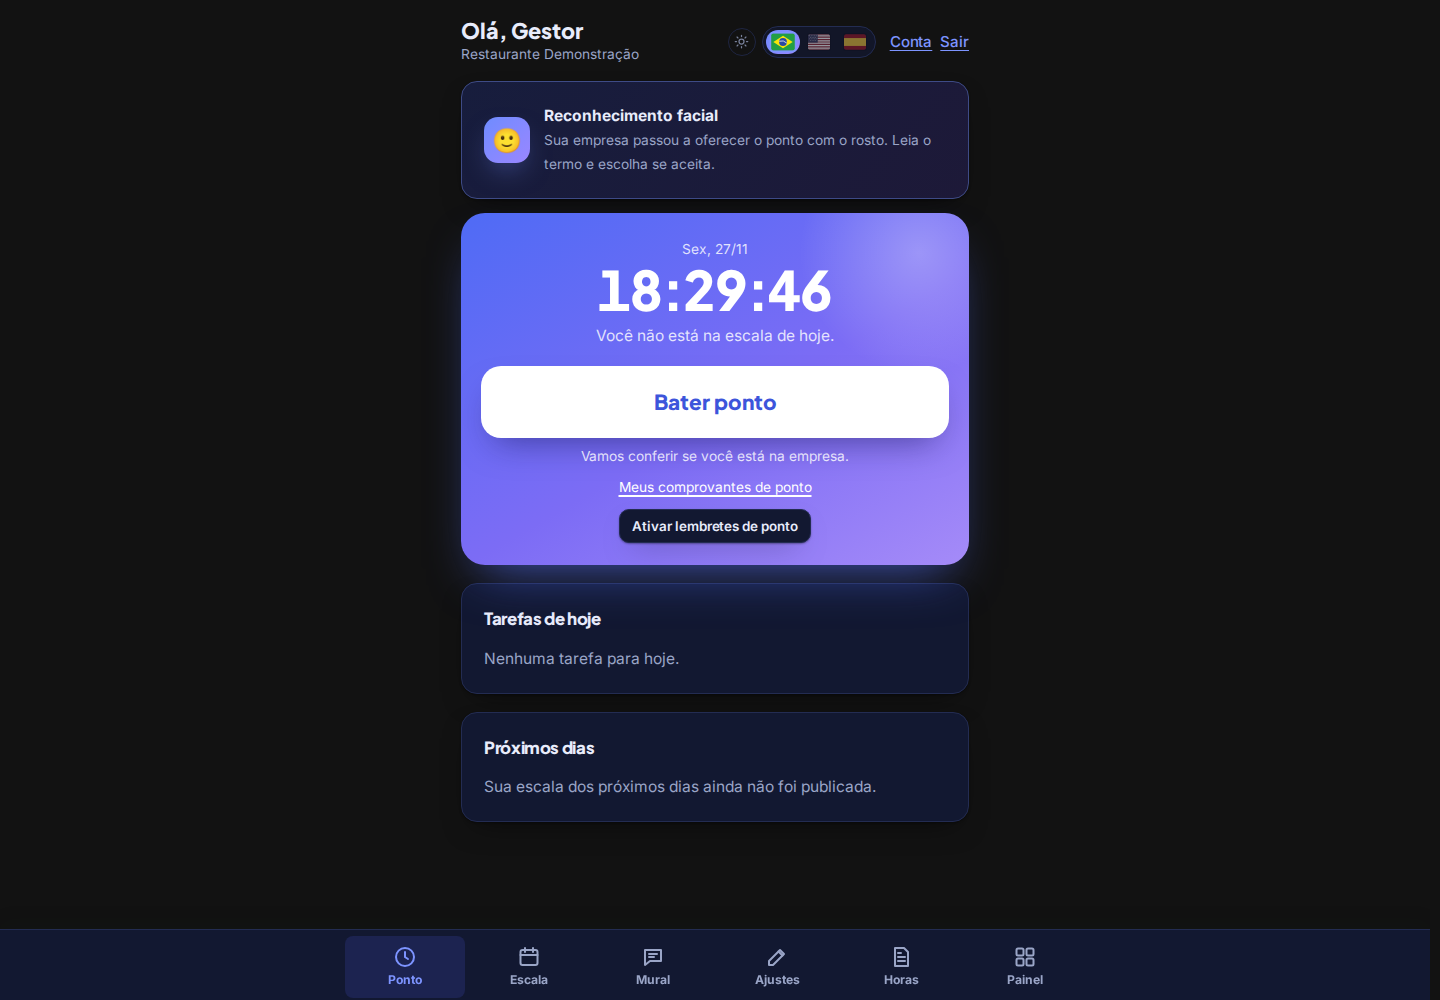 Olá, Gestor
Restaurante Demonstração
Conta Sair
Reconhecimento facial
Sua empresa passou a oferecer o ponto com o rosto. Leia o
termo e escolha se aceita.
Sex, 27/11
18:29:46
Você não está na escala de hoje.
Bater ponto
Vamos conferir se você está na empresa.
Meus comprovantes de ponto
Ativar lembretes de ponto
Tarefas de hoje
Nenhuma tarefa para hoje.
Próximos dias
Sua escala dos próximos dias ainda não foi publicada.
Ponto Escala Mural Ajustes Horas Painel